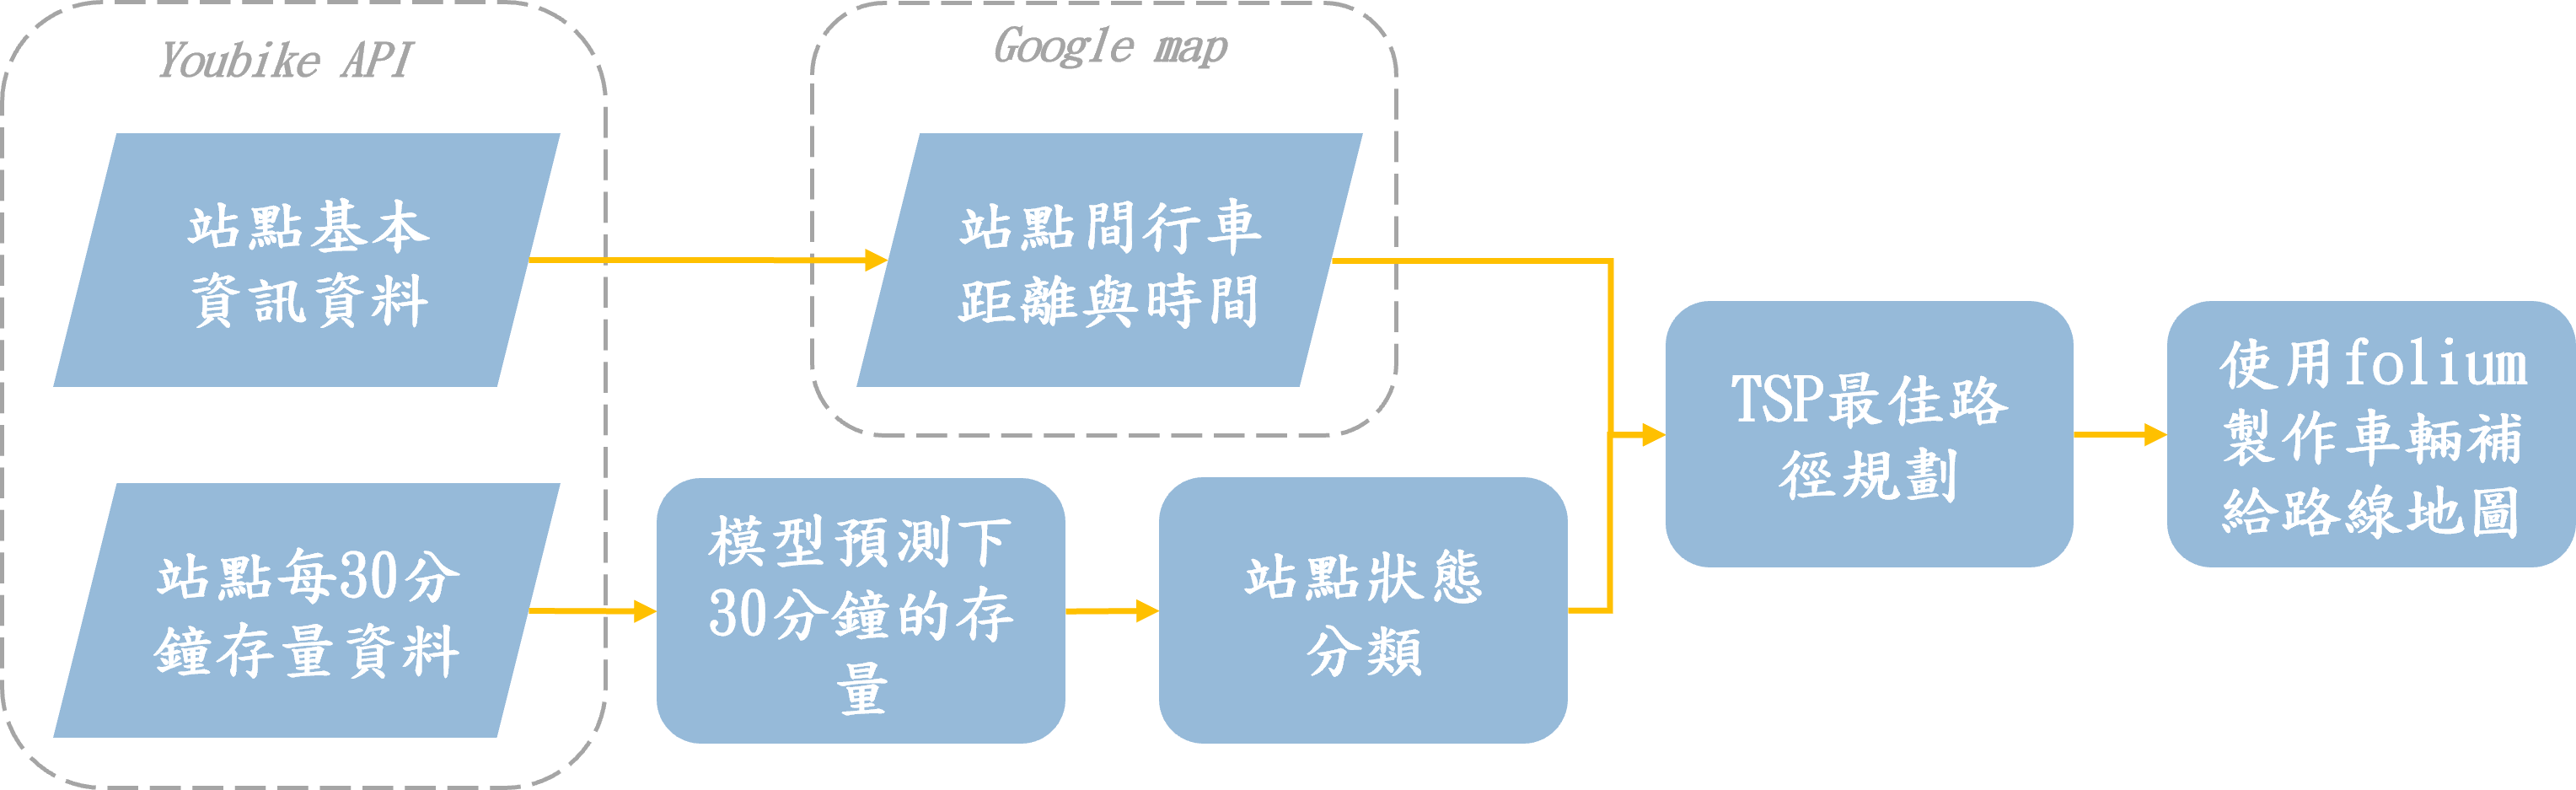 Youbike API
站點基本
資訊資料
站點每30分
鐘存量資料
Google map
站點間行車
距離與時間
模型預測下
30分鐘的存
量
站點狀態
分類
TSP最佳路
徑規劃
使用folium
製作車輛補
給路線地圖